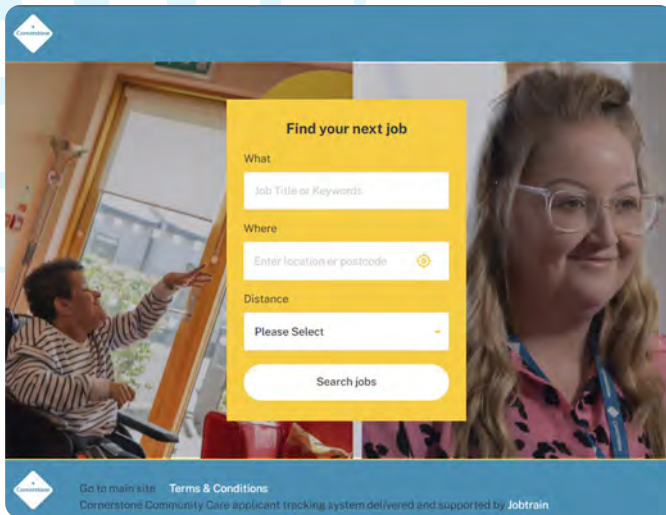 Cornerstone
Find your next job
What
Job Title or Keywords
Where
Enter location or postcode
Distance
Please Select
Search jobs
Cornerstone
Go to main site Terms & Conditions
Cornerstone Community Care applicant tracking system delivered and supported by Jobtrain